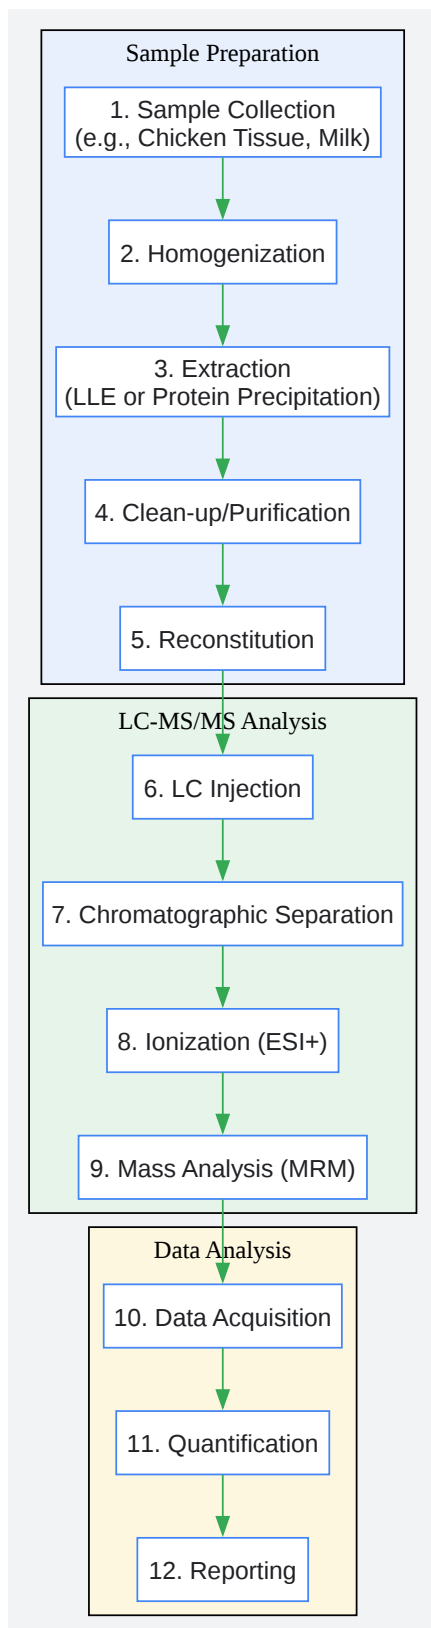 Sample Preparation
1. Sample Collection
(e.g., Chicken Tissue, Milk)
2. Homogenization
3. Extraction
(LLE or Protein Precipitation)
4. Clean-up/Purification
5. Reconstitution
LC-MS/MS Analysis
6. LC Injection
7. Chromatographic Separation
8. Ionization (ESI+)
9. Mass Analysis (MRM)
Data Analysis
10. Data Acquisition
11. Quantification
12. Reporting